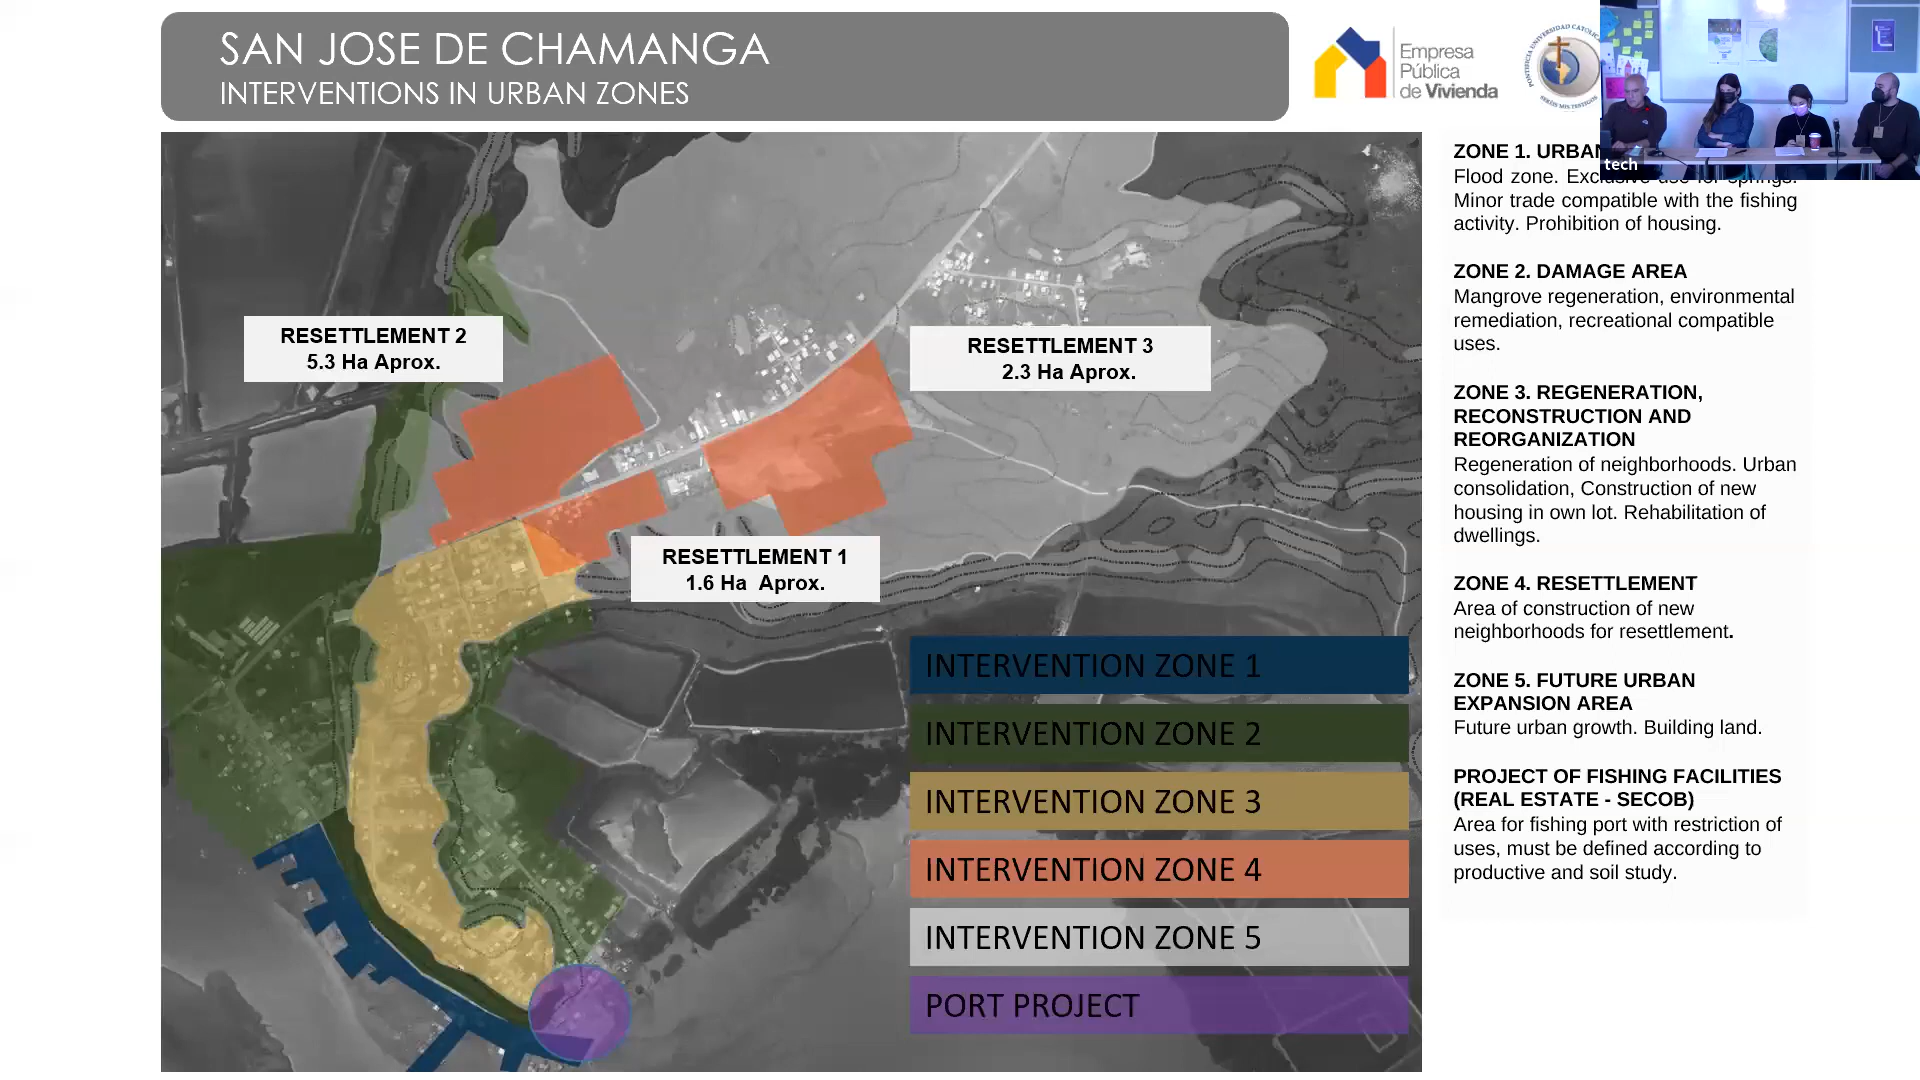 SAN JOSE DE CHAMANGA
INTERVENTIONS IN URBAN ZONES
Empresa
Pública
de Vivienda
PONTIFICIA UNIVERSIDAD CATOLICA
SEREIS MIS TESTIGOS
tech
RESETTLEMENT 2
5.3 Ha Aprox.
RESETTLEMENT 3
2.3 Ha Aprox.
RESETTLEMENT 1
1.6 Ha Aprox.
INTERVENTION ZONE 1
INTERVENTION ZONE 2
INTERVENTION ZONE 3
INTERVENTION ZONE 4
INTERVENTION ZONE 5
PORT PROJECT
ZONE 1. URBAN
Flood zone. Exclusive use for springs.
Minor trade compatible with the fishing
activity. Prohibition of housing.
ZONE 2. DAMAGE AREA
Mangrove regeneration, environmental
remediation, recreational compatible
uses.
ZONE 3. REGENERATION,
RECONSTRUCTION AND
REORGANIZATION
Regeneration of neighborhoods. Urban
consolidation, Construction of new
housing in own lot. Rehabilitation of
dwellings.
ZONE 4. RESETTLEMENT
Area of construction of new
neighborhoods for resettlement.
ZONE 5. FUTURE URBAN
EXPANSION AREA
Future urban growth. Building land.
PROJECT OF FISHING FACILITIES
(REAL ESTATE - SECOB)
Area for fishing port with restriction of
uses, must be defined according to
productive and soil study.